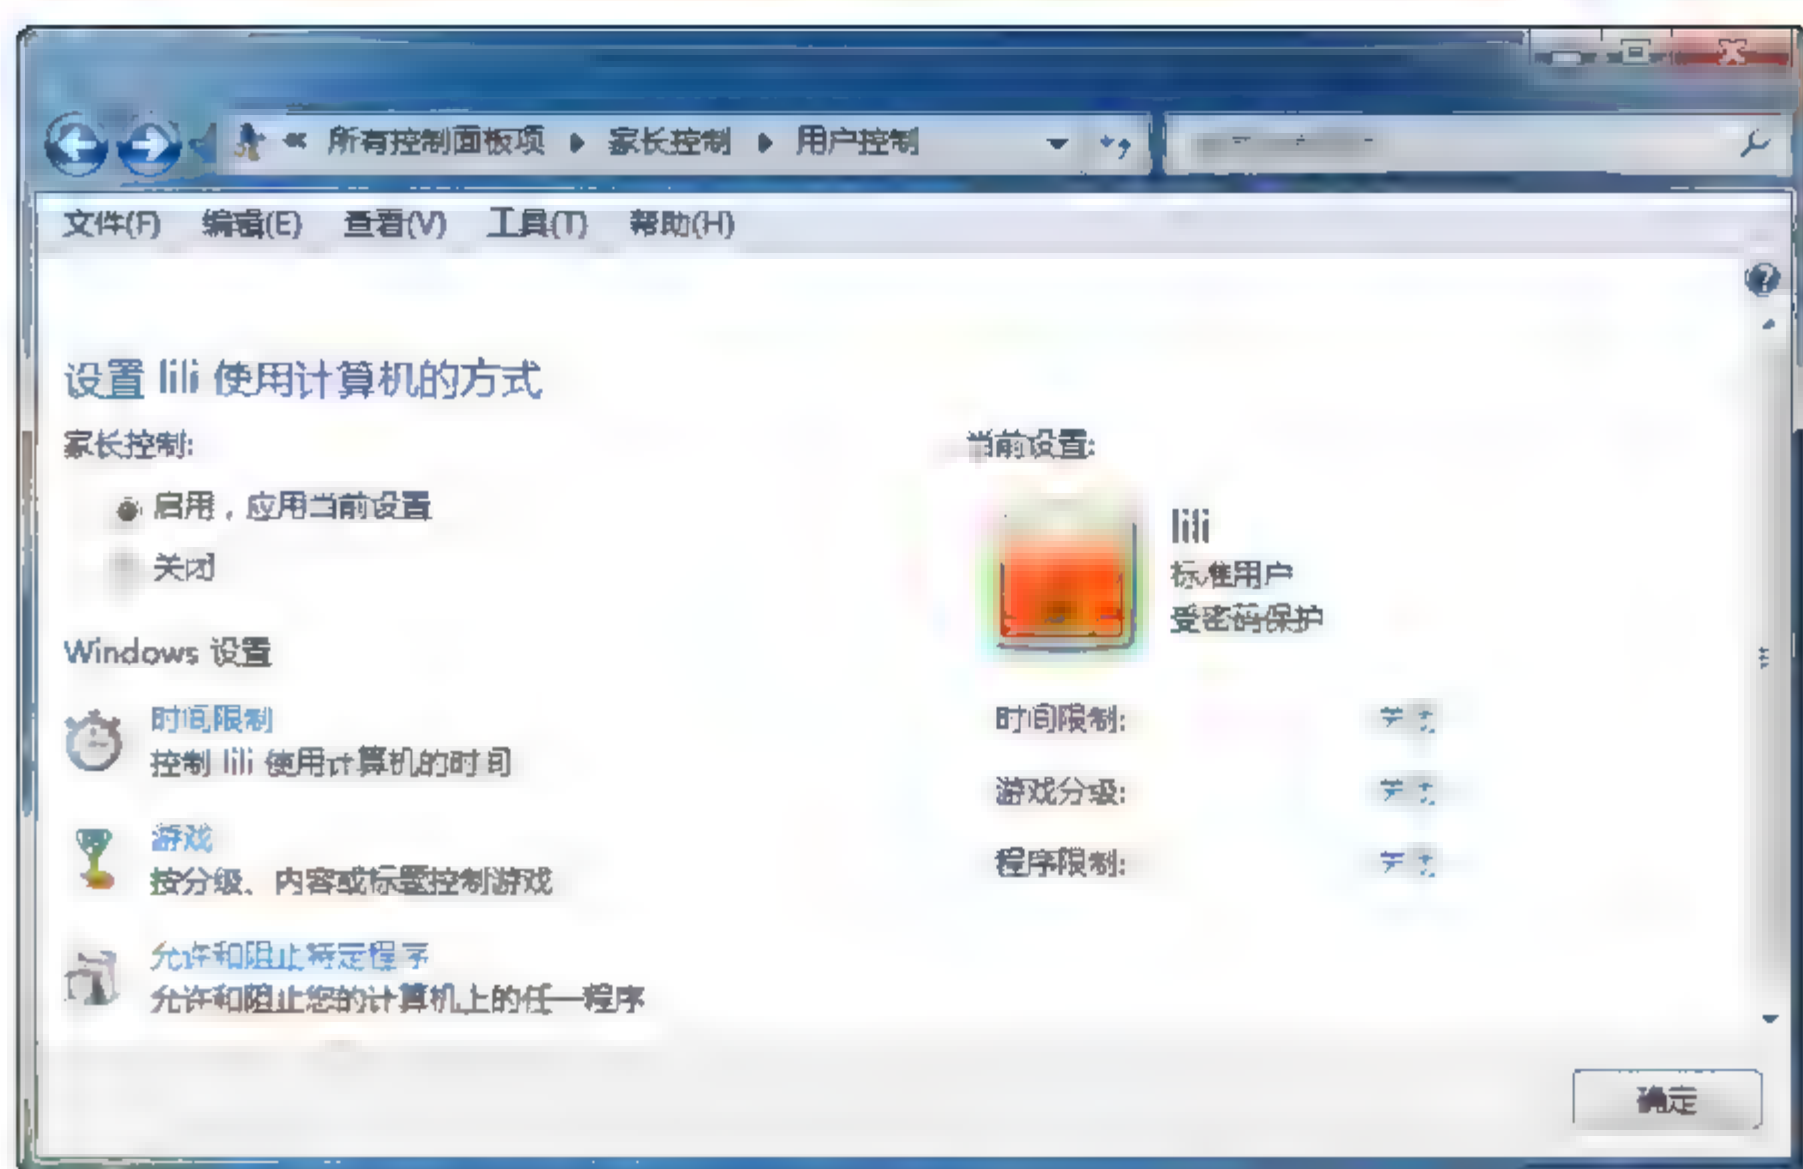 所有控制面板项 ▶ 家长控制 ▶ 用户控制
文件(F) 编辑(E) 查看(V) 工具(T) 帮助(H)
设置 lili 使用计算机的方式
家长控制:
启用，应用当前设置
关闭
Windows 设置
时间限制
控制 lili 使用计算机的时间
游戏
按分级、内容或标题控制游戏
允许和阻止特定程序
允许和阻止您的计算机上的任一程序
当前设置:
lili
标准用户
受密码保护
时间限制:
游戏分级:
程序限制:
确定